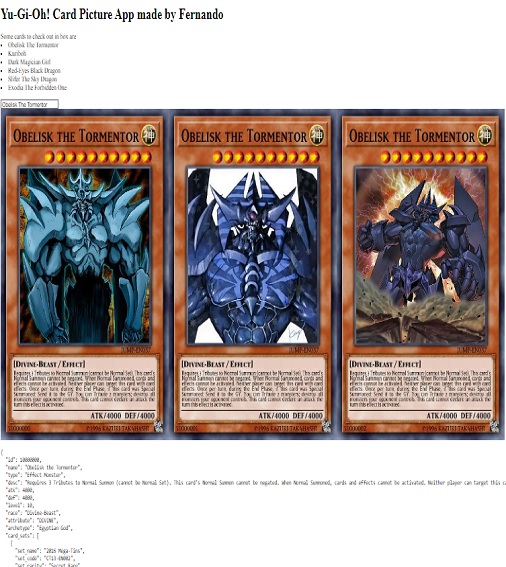 Yu-Gi-Oh! Card Picture App made by Fernando
Some cards to check out in box are
Obelisk The Tormentor
Kuriboh
Dark Magician Girl
Red-Eyes Black Dragon
Slifer The Sky Dragon
Exodia The Forbidden One
Obelisk The Tormentor
OBELISK THE TORMENTOR
OBELISK THE TORMENTOR
OBELISK THE TORMENTOR
神
神
神
JUMP-EN037
JUMP-EN037
JUMP-EN037
[DIVINE-BEAST / EFFECT]
Requires 3 Tributes to Normal Summon (cannot be Normal Set). This card's
Normal Summon cannot be negated. When Normal Summoned, cards and
effects cannot be activated. Neither player can target this card with card
effects. Once per turn, during the End Phase, if this card was Special
Summoned: Send it to the GY. You can Tribute 2 monsters; destroy all
monsters your opponent controls. This card cannot declare an attack the
turn this effect is activated.
ATK/4000 DEF/4000
10000000
©1996 KAZUKI TAKAHASHI
[DIVINE-BEAST / EFFECT]
Requires 3 Tributes to Normal Summon (cannot be Normal Set). This card's
Normal Summon cannot be negated. When Normal Summoned, cards and
effects cannot be activated. Neither player can target this card with card
effects. Once per turn, during the End Phase, if this card was Special
Summoned: Send it to the GY. You can Tribute 2 monsters; destroy all
monsters your opponent controls. This card cannot declare an attack the
turn this effect is activated.
ATK/4000 DEF/4000
©1996 KAZUKI TAKAHASHI
[DIVINE-BEAST / EFFECT]
Requires 3 Tributes to Normal Summon (cannot be Normal Set). This card's
Normal Summon cannot be negated. When Normal Summoned, cards and
effects cannot be activated. Neither player can target this card with card
effects. Once per turn, during the End Phase, if this card was Special
Summoned: Send it to the GY. You can Tribute 2 monsters; destroy all
monsters your opponent controls. This card cannot declare an attack the
turn this effect is activated.
ATK/4000 DEF/4000
©1996 KAZUKI TAKAHASHI
{
"id": 10000000,
"name": "Obelisk the Tormentor",
"type": "Effect Monster",
"desc": "Requires 3 Tributes to Normal Summon (cannot be Normal Set). This card's Normal Summon cannot be negated. When Normal Summoned, cards and effects cannot be activated. Neither player can target this
"atk": 4000,
"def": 4000,
"level": 10,
"race": "Divine-Beast",
"attribute": "DIVINE",
"archetype": "Egyptian God",
"card_sets": [
{
"set_name": "2016 Mega-Tins",
"set_code": "CT13-EN002",
"set_rarity": "Secret Rare"